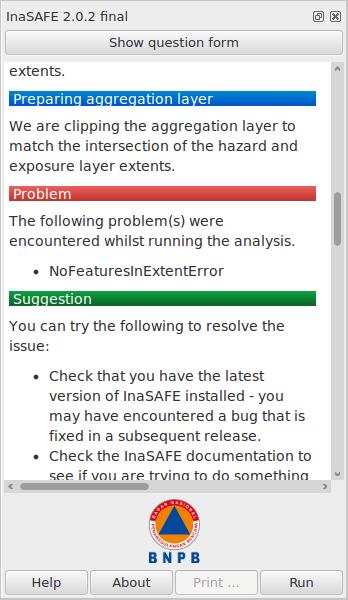 InaSAFE 2.0.2 final
Show question form
extents.
Preparing aggregation layer
We are clipping the aggregation layer to
match the intersection of the hazard and
exposure layer extents.
Problem
The following problem(s) were
encountered whilst running the analysis.
• NoFeaturesInExtentError
Suggestion
You can try the following to resolve the
issue:
• Check that you have the latest
version of InaSAFE installed - you
may have encountered a bug that is
fixed in a subsequent release.
• Check the InaSAFE documentation to
see if you are trying to do something
BADAN NASIONAL
PENANGGULANGAN BENCANA
BNPB
Help
About
Print ...
Run